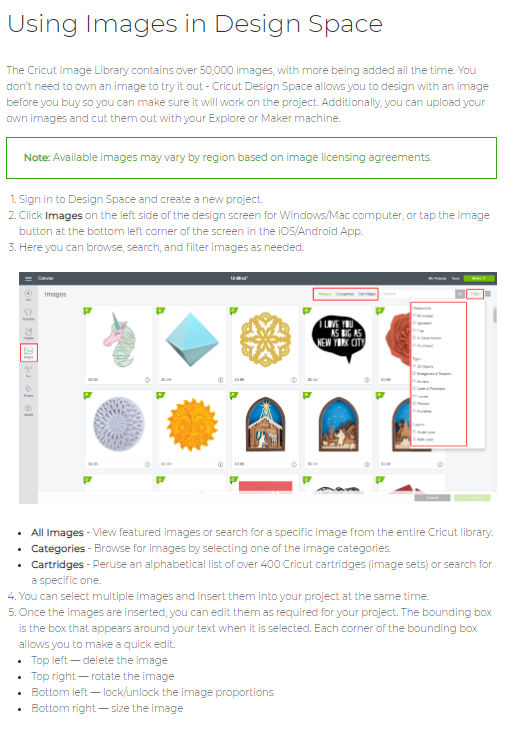 Using Images in Design Space
The Cricut Image Library contains over 50,000 images, with more being added all the time. You
don't need to own an image to try it out - Cricut Design Space allows you to design with an image
before you buy so you can make sure it will work on the project. Additionally, you can upload your
own images and cut them out with your Explore or Maker machine.
Note: Available images may vary by region based on image licensing agreements.
1. Sign in to Design Space and create a new project.
2. Click Images on the left side of the design screen for Windows/Mac computer, or tap the Image
button at the bottom left corner of the screen in the iOS/Android App.
3. Here you can browse, search, and filter images as needed.
Canvas
Untitled*
Images
I LOVE YOU
AS BIG AS
NEW YORK CITY
• All Images - View featured images or search for a specific image from the entire Cricut library.
• Categories - Browse for images by selecting one of the image categories.
• Cartridges - Peruse an alphabetical list of over 400 Cricut cartridges (image sets) or search for
a specific one.
4. You can select multiple images and insert them into your project at the same time.
5. Once the images are inserted, you can edit them as required for your project. The bounding box
is the box that appears around your text when it is selected. Each corner of the bounding box
allows you to make a quick edit.
• Top left — delete the image
• Top right — rotate the image
• Bottom left — lock/unlock the image proportions
• Bottom right — size the image